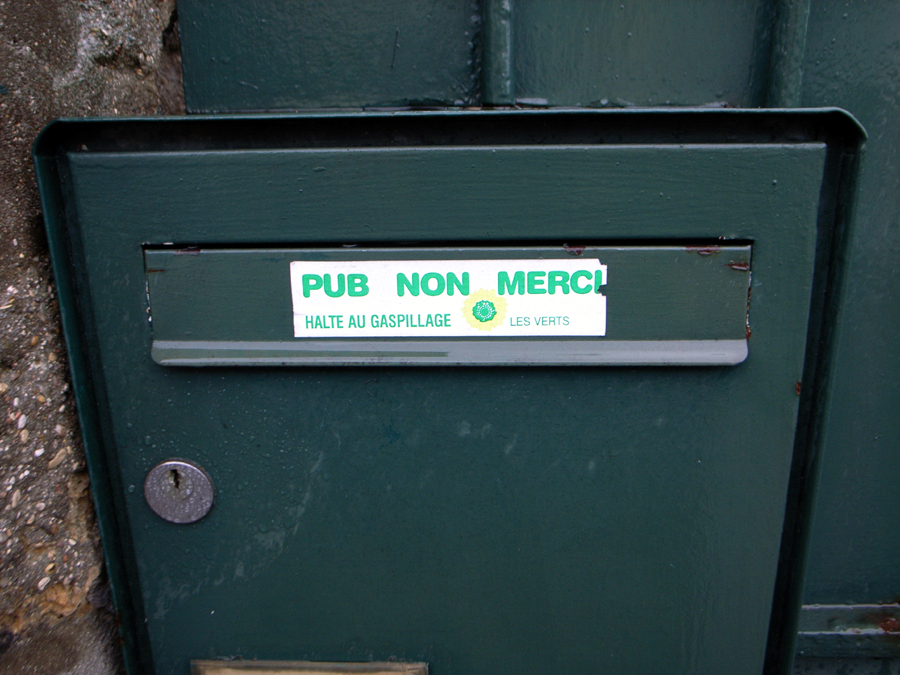 PUB NON MERCI
HALTE AU GASPILLAGE LES VERTS